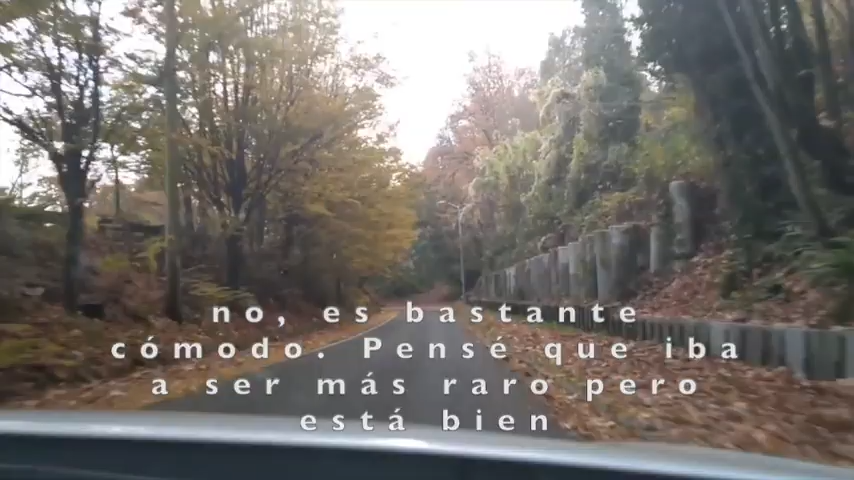 no, es bastante
cómodo. Pensé que iba
a ser más raro pero
está bien